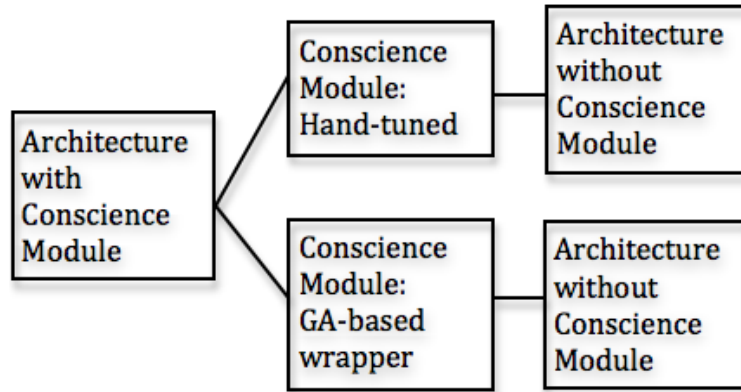 Architecture
with
Conscience
Module
Conscience
Module:
Hand-tuned
Architecture
without
Conscience
Module
Conscience
Module:
GA-based
wrapper
Architecture
without
Conscience
Module